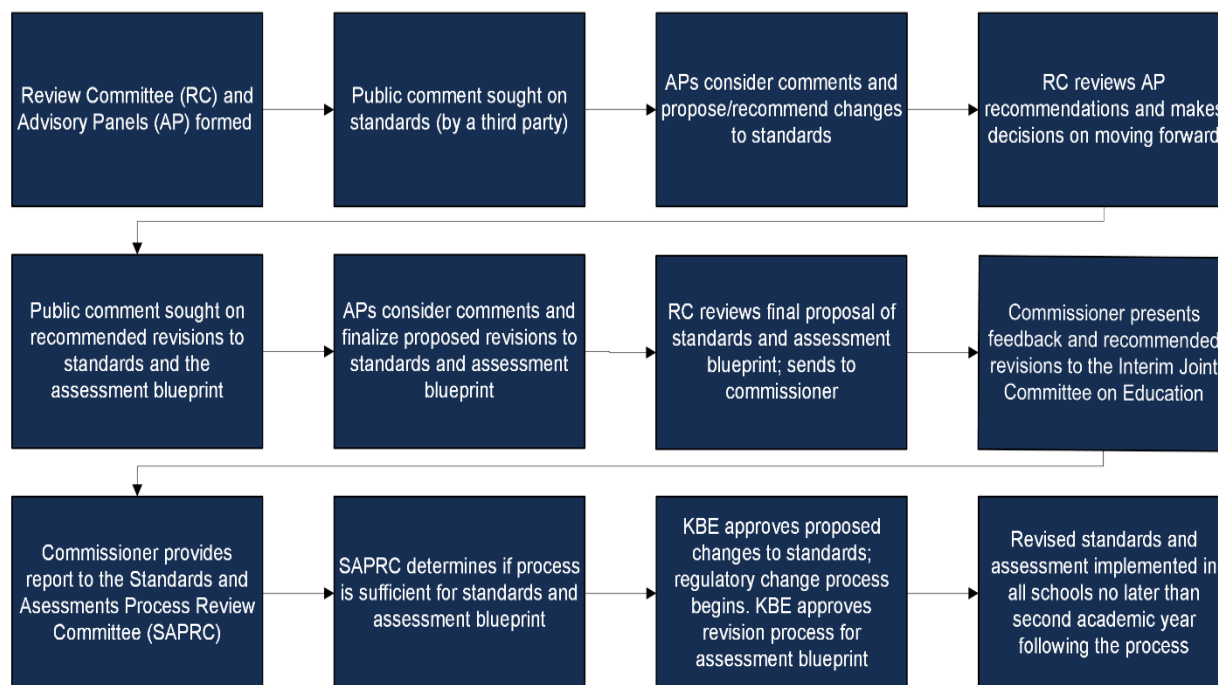 Review Committee (RC) and
Advisory Panels (AP) formed
Public comment sought on
standards (by a third party)
APs consider comments and
propose/recommend changes
to standards
RC reviews AP
recommendations and makes
decisions on moving forward
Public comment sought on
recommended revisions to
standards and the
assessment blueprint
APs consider comments and
finalize proposed revisions to
standards and assessment
blueprint
RC reviews final proposal of
standards and assessment
blueprint; sends to
commissioner
Commissioner presents
feedback and recommended
revisions to the Interim Joint
Committee on Education
Commissioner provides
report to the Standards and
Asessments Process Review
Committee (SAPRC)
SAPRC determines if process
is sufficient for standards and
assessment blueprint
KBE approves proposed
changes to standards;
regulatory change process
begins. KBE approves
revision process for
assessment blueprint
Revised standards and
assessment implemented in
all schools no later than
second academic year
following the process